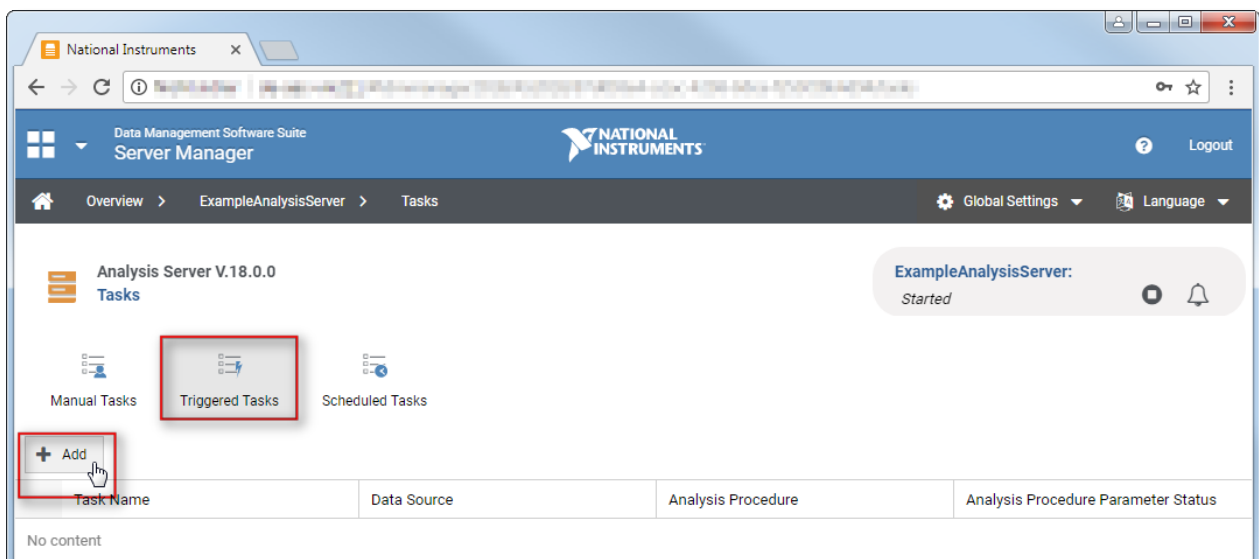 National Instruments
Data Management Software Suite
Server Manager
NATIONAL
INSTRUMENTS
Logout
Overview > ExampleAnalysisServer > Tasks
Global Settings
Language
Analysis Server V.18.0.0
Tasks
ExampleAnalysisServer:
Started
Manual Tasks
Triggered Tasks
Scheduled Tasks
+ Add
Task Name
Data Source
Analysis Procedure
Analysis Procedure Parameter Status
No content